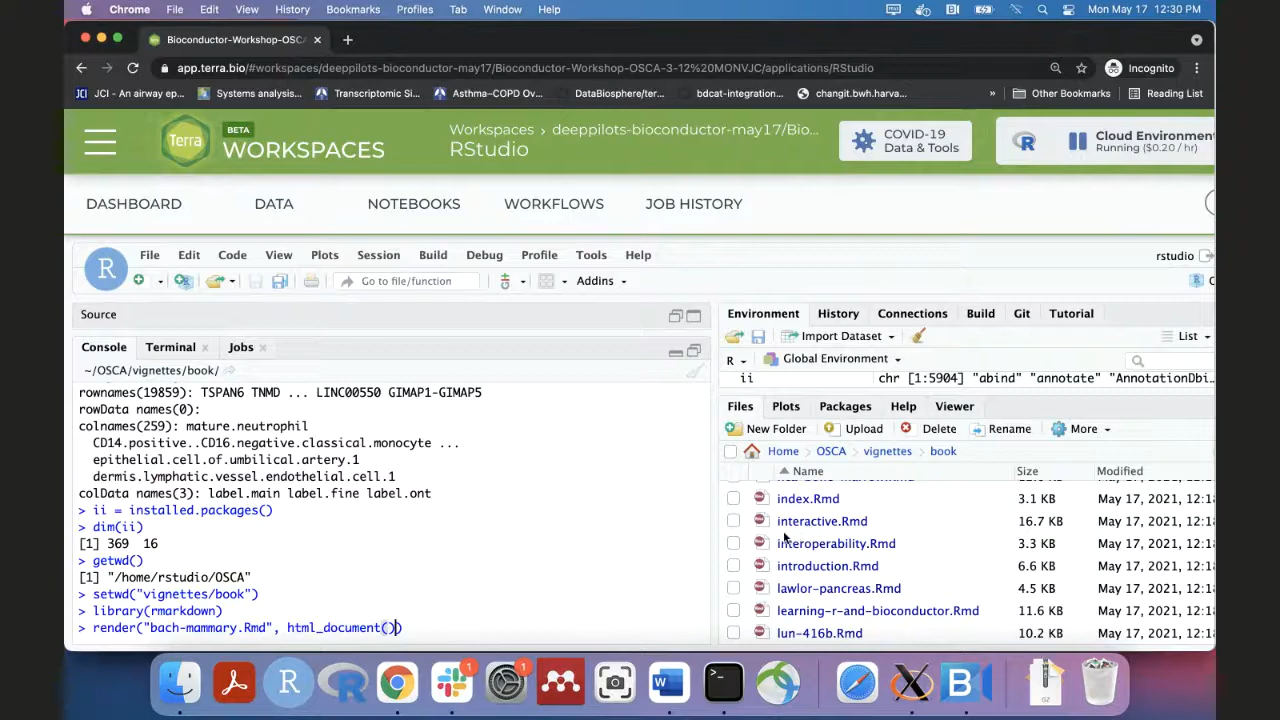 Chrome File Edit View History Bookmarks Profiles Tab Window Help Mon May 17 12:30 PM
Bioconductor-Workshop-OSCA
app.terra.bio/#workspaces/deeppilots-bioconductor-may17/Bioconductor-Workshop-OSCA-3-12%20MONVJC/applications/RStudio Incognito
JCI - An airway ep... Systems analysis... Transcriptomic Si... Asthma–COPD Ov... DataBiosphere/ter... bdcat-integration... changit.bwh.harva... » Other Bookmarks Reading List
Terra BETA WORKSPACES
Workspaces › deeppilots-bioconductor-may17/Bio...
RStudio
COVID-19
Data & Tools
Cloud Environment
Running ($0.20 / hr)
DASHBOARD DATA NOTEBOOKS WORKFLOWS JOB HISTORY
R File Edit Code View Plots Session Build Debug Profile Tools Help rstudio
Go to file/function Addins
Source
Console Terminal Jobs
~/OSCA/vignettes/book/
rownames(19859): TSPAN6 TNMD ... LINC00550 GIMAP1-GIMAP5
rowData names(0):
colnames(259): mature.neutrophil
CD14.positive..CD16.negative.classical.monocyte ...
epithelial.cell.of.umbilical.artery.1
dermis.lymphatic.vessel.endothelial.cell.1
colData names(3): label.main label.fine label.ont
> ii = installed.packages()
> dim(ii)
[1] 369 16
> getwd()
[1] "/home/rstudio/OSCA"
> setwd("vignettes/book")
> library(rmarkdown)
> render("bach-mammary.Rmd", html_document())
Environment History Connections Build Git Tutorial
Import Dataset List
R Global Environment
ii chr [1:5904] "abind" "annotate" "AnnotationDbi...
Files Plots Packages Help Viewer
New Folder Upload Delete Rename More
Home OSCA vignettes book
Name Size Modified
index.Rmd 3.1 KB May 17, 2021, 12:1
interactive.Rmd 16.7 KB May 17, 2021, 12:1
interoperability.Rmd 3.3 KB May 17, 2021, 12:1
introduction.Rmd 6.6 KB May 17, 2021, 12:1
lawlor-pancreas.Rmd 4.5 KB May 17, 2021, 12:1
learning-r-and-bioconductor.Rmd 11.6 KB May 17, 2021, 12:1
lun-416b.Rmd 10.2 KB May 17, 2021, 12:1